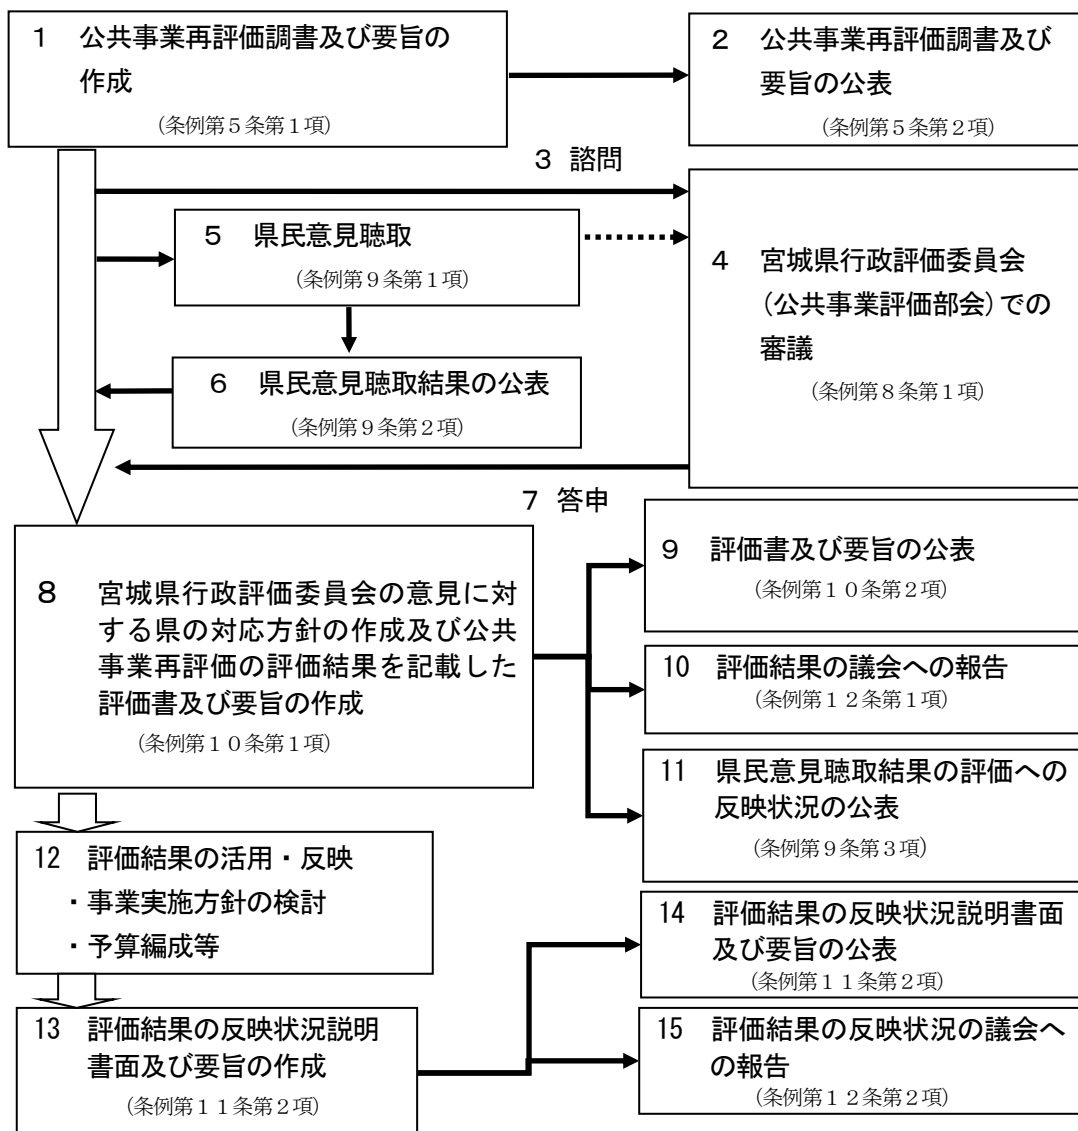 １　公共事業再評価調書及び要旨の
作成
（条例第５条第１項）
２　公共事業再評価調書及び
要旨の公表
（条例第５条第２項）
３　諮問
４　宮城県行政評価委員会
（公共事業評価部会）での
審議
（条例第８条第１項）
５　県民意見聴取
（条例第９条第１項）
６　県民意見聴取結果の公表
（条例第９条第２項）
７　答申
８　宮城県行政評価委員会の意見に対
する県の対応方針の作成及び公共
事業再評価の評価結果を記載した
評価書及び要旨の作成
（条例第１０条第１項）
９　評価書及び要旨の公表
（条例第１０条第２項）
10　評価結果の議会への報告
（条例第１２条第１項）
11　県民意見聴取結果の評価への
反映状況の公表
（条例第９条第３項）
12　評価結果の活用・反映
・事業実施方針の検討
・予算編成等
13　評価結果の反映状況説明
書面及び要旨の作成
（条例第１１条第２項）
14　評価結果の反映状況説明書面
及び要旨の公表
（条例第１１条第２項）
15　評価結果の反映状況の議会へ
の報告
（条例第１２条第２項）